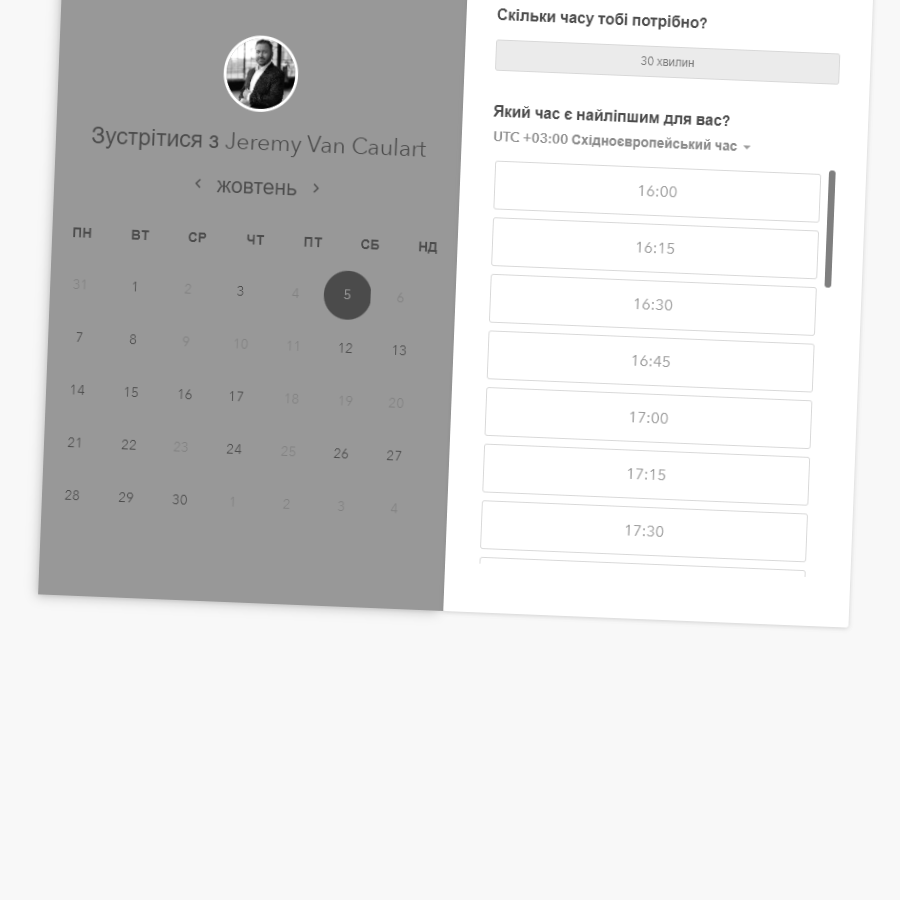 Зустрітися з Jeremy Van Caulart
жовтень
ПН ВТ СР ЧТ ПТ СБ НД
31 1 2 3 4 5 6
7 8 9 10 11 12 13
14 15 16 17 18 19 20
21 22 23 24 25 26 27
28 29 30 1 2 3 4
Скільки часу тобі потрібно?
30 хвилин
Який час є найліпшим для вас?
UTC +03:00 Східноєвропейський час
16:00
16:15
16:30
16:45
17:00
17:15
17:30